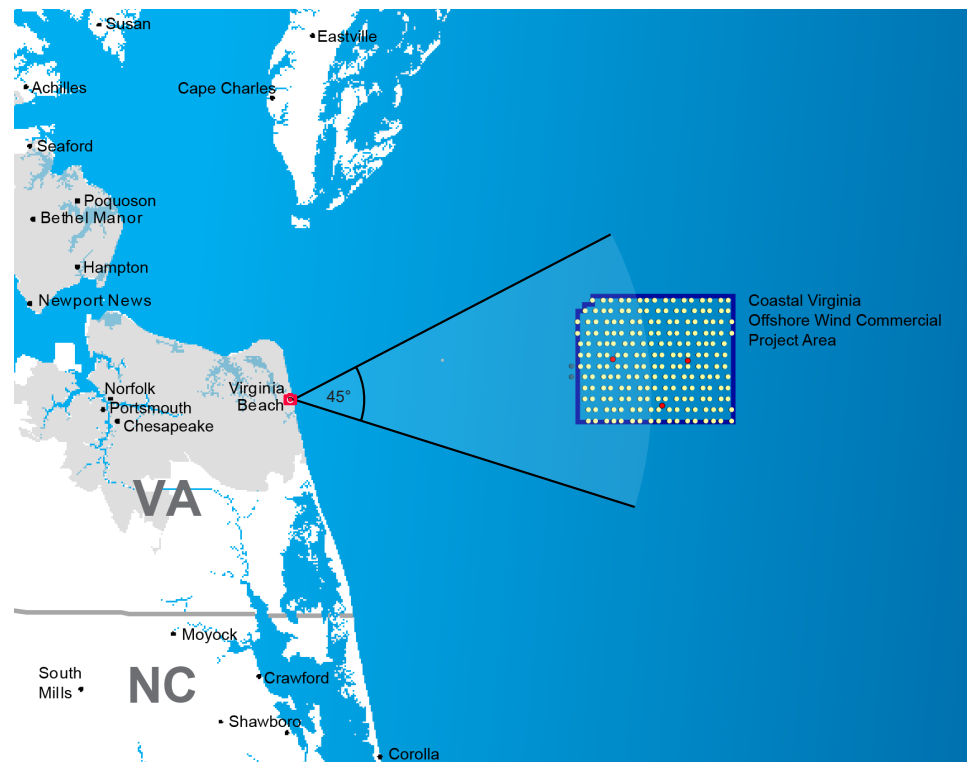 Susan
Eastville
Achilles
Cape Charles
Seaford
Poquoson
Bethel Manor
Hampton
Newport News
Coastal Virginia
Offshore Wind Commercial
Project Area
Norfolk
Virginia
Beach
45°
Portsmouth
Chesapeake
VA
Moyock
South
Mills
NC
Crawford
Shawboro
Corolla